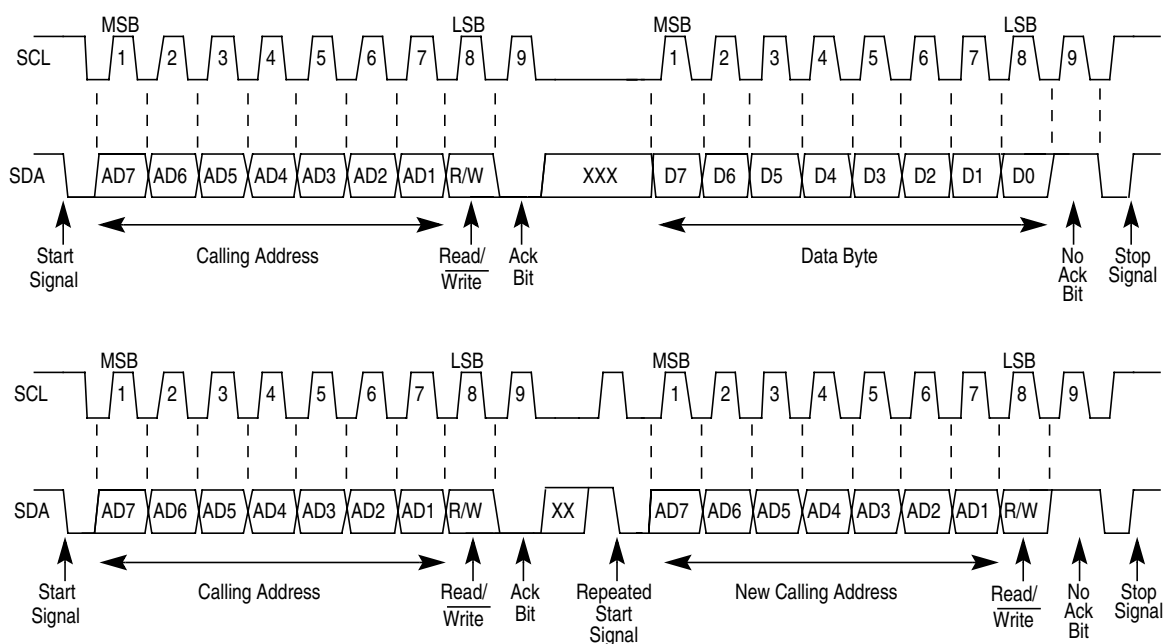 MSB LSB MSB LSB
SCL 1 2 3 4 5 6 7 8 9 1 2 3 4 5 6 7 8 9
SDA AD7 AD6 AD5 AD4 AD3 AD2 AD1 R/W XXX D7 D6 D5 D4 D3 D2 D1 D0
Start Signal
Calling Address
Read/ Write
Ack Bit
Data Byte
No Ack Bit
Stop Signal
MSB LSB MSB LSB
SCL 1 2 3 4 5 6 7 8 9 1 2 3 4 5 6 7 8 9
SDA AD7 AD6 AD5 AD4 AD3 AD2 AD1 R/W XX AD7 AD6 AD5 AD4 AD3 AD2 AD1 R/W
Start Signal
Calling Address
Read/ Write
Ack Bit
Repeated Start Signal
New Calling Address
Read/ Write
No Ack Bit
Stop Signal